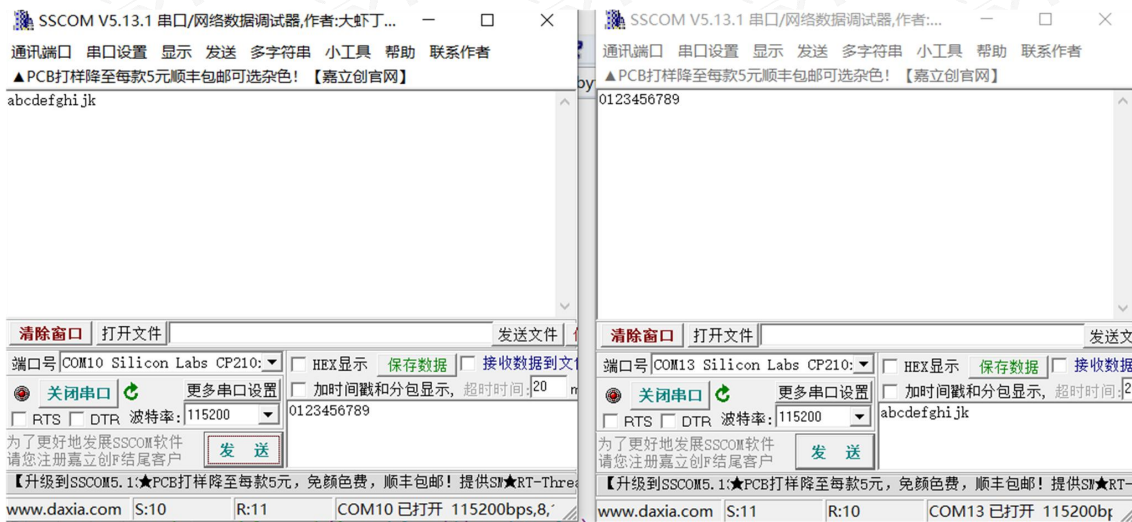 SSCOM V5.13.1 串口/网络数据调试器,作者:大虾丁...
通讯端口 串口设置 显示 发送 多字符串 小工具 帮助 联系作者
▲PCB打样降至每款5元顺丰包邮可选杂色！【嘉立创官网】
abcdefghijk
清除窗口 打开文件 发送文件
端口号 COM10 Silicon Labs CP210: HEX显示 保存数据 接收数据到文
关闭串口 更多串口设置 加时间戳和分包显示, 超时时间:20 m
RTS DTR 波特率: 115200 0123456789
为了更好地发展SSCOM软件
请您注册嘉立创F结尾客户
发 送
【升级到SSCOM5.1:★PCB打样降至每款5元，免颜色费，顺丰包邮！提供SM★RT-Threa
www.daxia.com S:10 R:11 COM10 已打开 115200bps,8,
by
SSCOM V5.13.1 串口/网络数据调试器,作者:...
通讯端口 串口设置 显示 发送 多字符串 小工具 帮助 联系作者
▲PCB打样降至每款5元顺丰包邮可选杂色！【嘉立创官网】
0123456789
清除窗口 打开文件 发送文
端口号 COM13 Silicon Labs CP210: HEX显示 保存数据 接收数据
关闭串口 更多串口设置 加时间戳和分包显示, 超时时间:2
RTS DTR 波特率: 115200 abcdefghijk
为了更好地发展SSCOM软件
请您注册嘉立创F结尾客户
发 送
【升级到SSCOM5.1:★PCB打样降至每款5元，免颜色费，顺丰包邮！提供SM★RT-
www.daxia.com S:11 R:10 COM13 已打开 115200bp